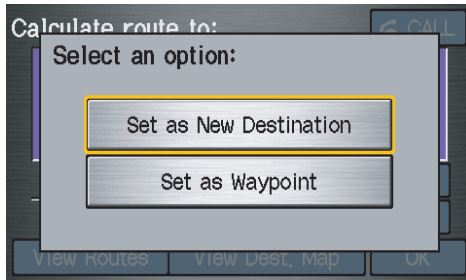 Calculate route to:
CALL
Select an option:
Set as New Destination
Set as Waypoint
View Routes
View Dest. Map
OK